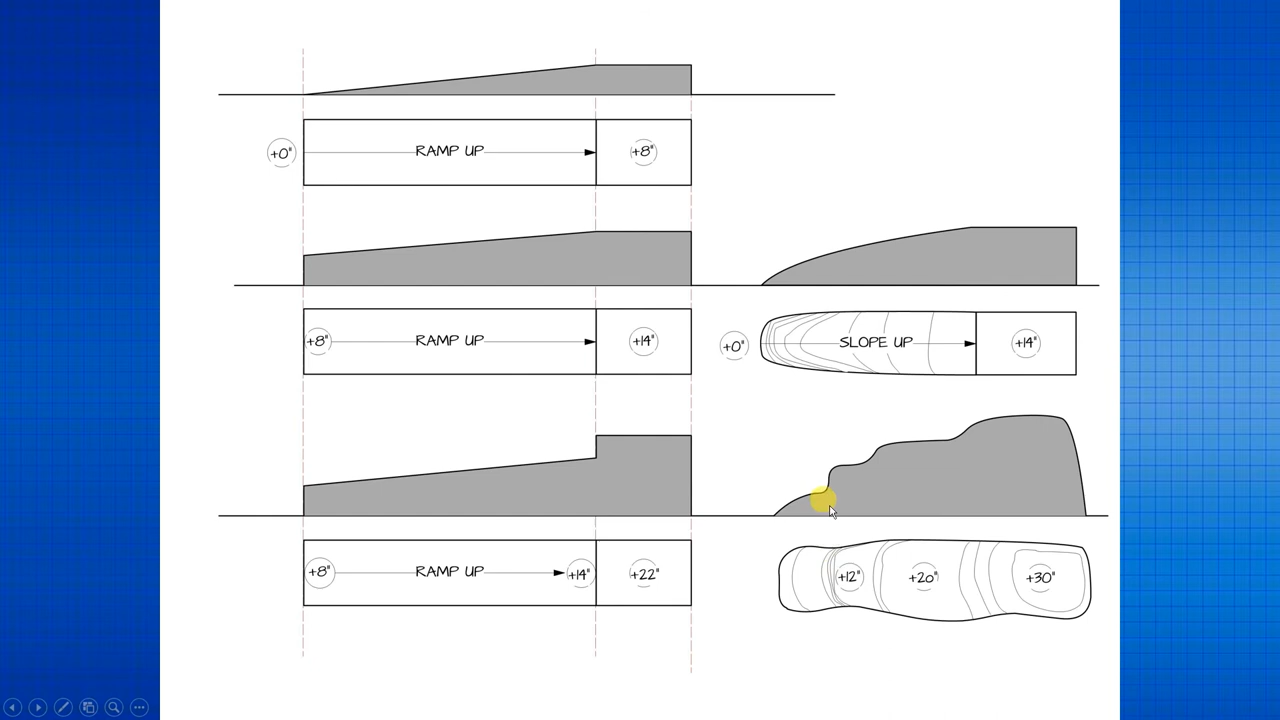 +0" RAMP UP +8"
+8" RAMP UP +14"
+0" SLOPE UP +14"
+8" RAMP UP +14" +22"
+12" +20" +30"